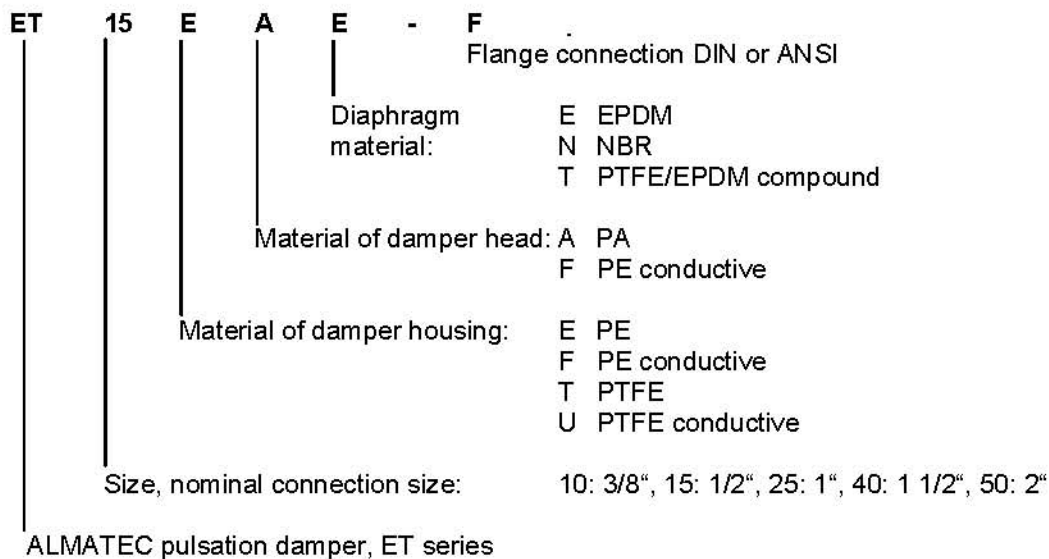 ET 15 E A E - F
Flange connection DIN or ANSI
Diaphragm E EPDM
material: N NBR
T PTFE/EPDM compound
Material of damper head: A PA
F PE conductive
Material of damper housing: E PE
F PE conductive
T PTFE
U PTFE conductive
Size, nominal connection size: 10: 3/8“, 15: 1/2“, 25: 1“, 40: 1 1/2“, 50: 2“
ALMATEC pulsation damper, ET series